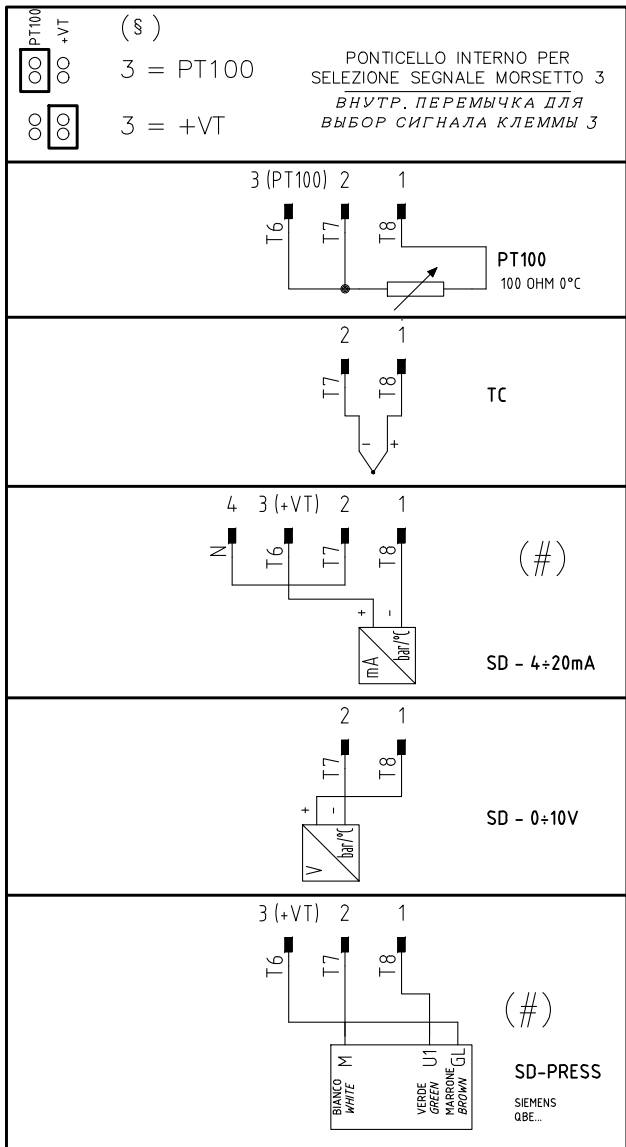 PT100
+VT
(§)
3 = PT100
3 = +VT
PONTICELLO INTERNO PER
SELEZIONE SEGNALE MORSETTO 3
ВНУТР. ПЕРЕМЫЧКА ДЛЯ
ВЫБОР СИГНАЛА КЛЕММЫ 3
3 (PT100) 2 1
T6 T7 T8
PT100
100 OHM 0°C
2 1
T7 T8
- +
TC
4 3 (+VT) 2 1
N T6 T7 T8
(#)
+ -
mA bar/°C
SD - 4÷20mA
2 1
T7 T8
+ -
V bar/°C
SD - 0÷10V
3 (+VT) 2 1
T6 T7 T8
(#)
M U1 GL
BIANCO
WHITE
VERDE
GREEN
MARRONE
BROWN
SD-PRESS
SIEMENS
QBE...